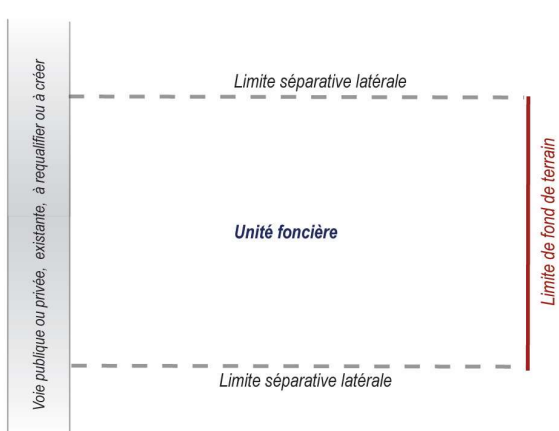 Limite séparative latérale
Voie publique ou privée, existante, à requalifier ou à créer
Unité foncière
Limite de fond de terrain
Limite séparative latérale